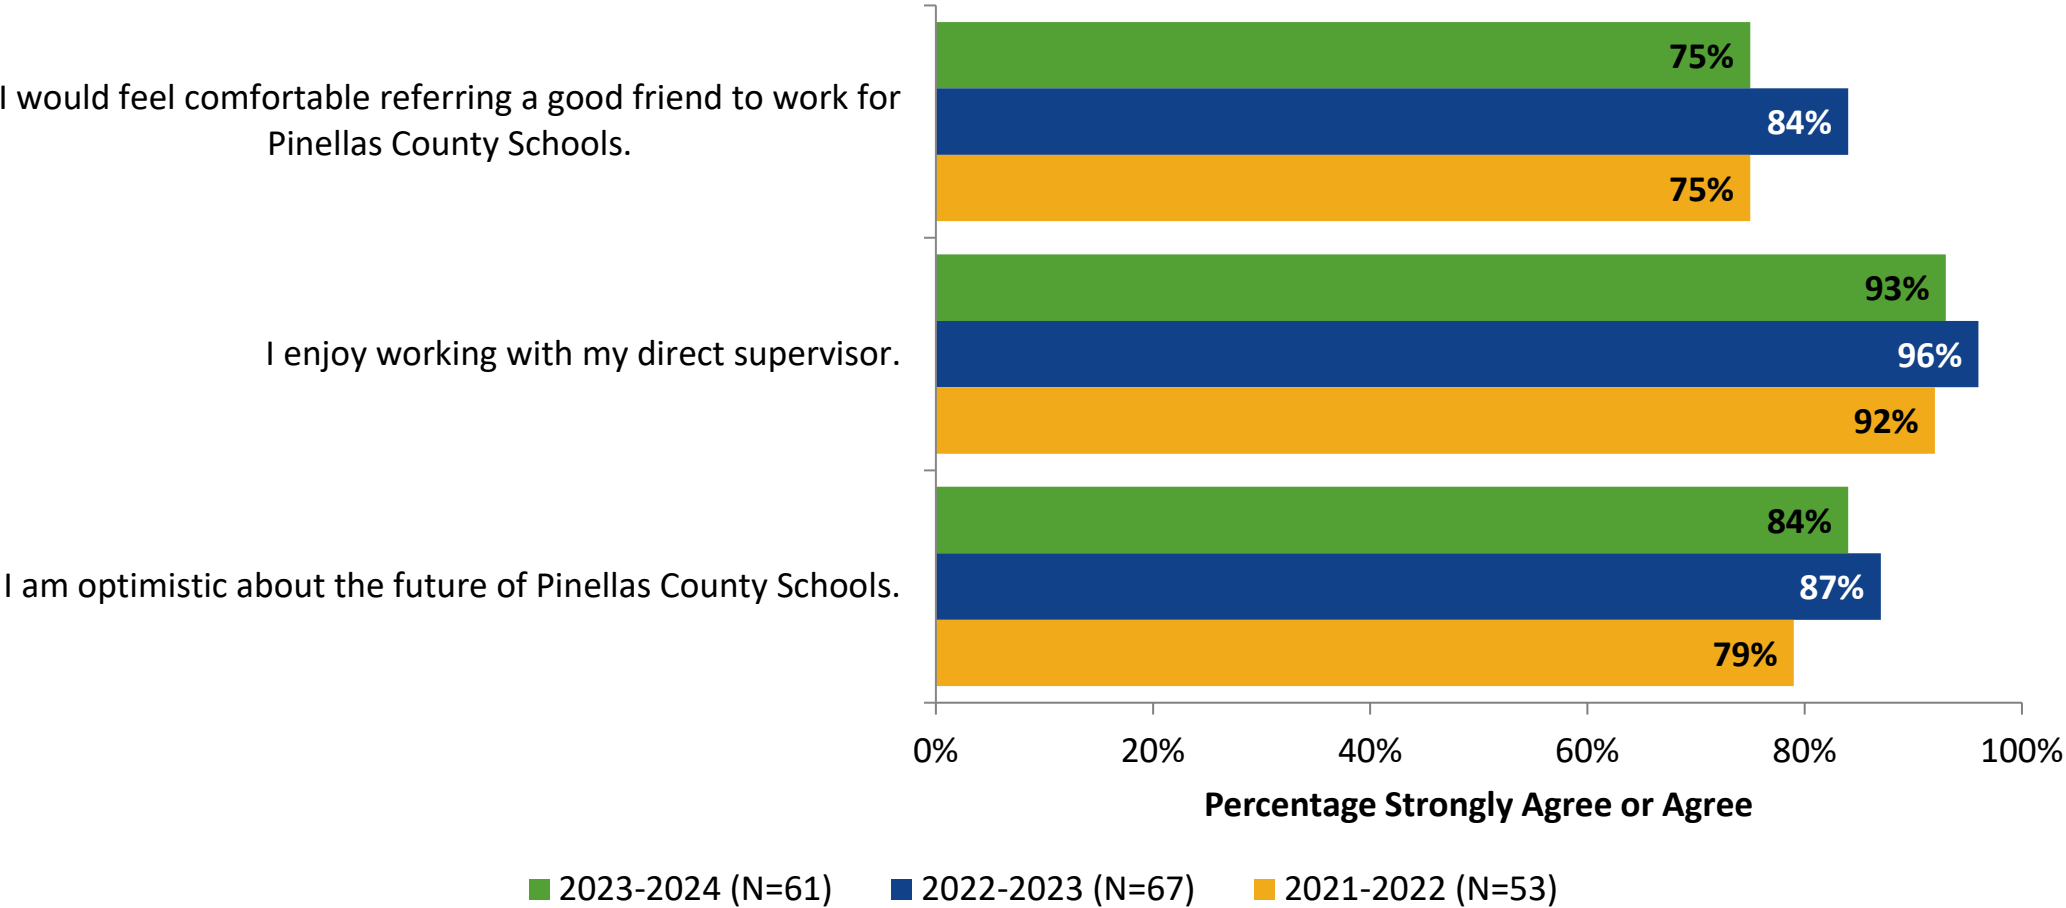 75%
I would feel comfortable referring a good friend to work for
84%
Pinellas County Schools.
75%
93%
I enjoy working with my direct supervisor.
96%
92%
84%
I am optimistic about the future of Pinellas County Schools.
87%
79%
0% 20% 40% 60% 80% 100%
Percentage Strongly Agree or Agree
2023-2024 (N=61) 2022-2023 (N=67) 2021-2022 (N=53)